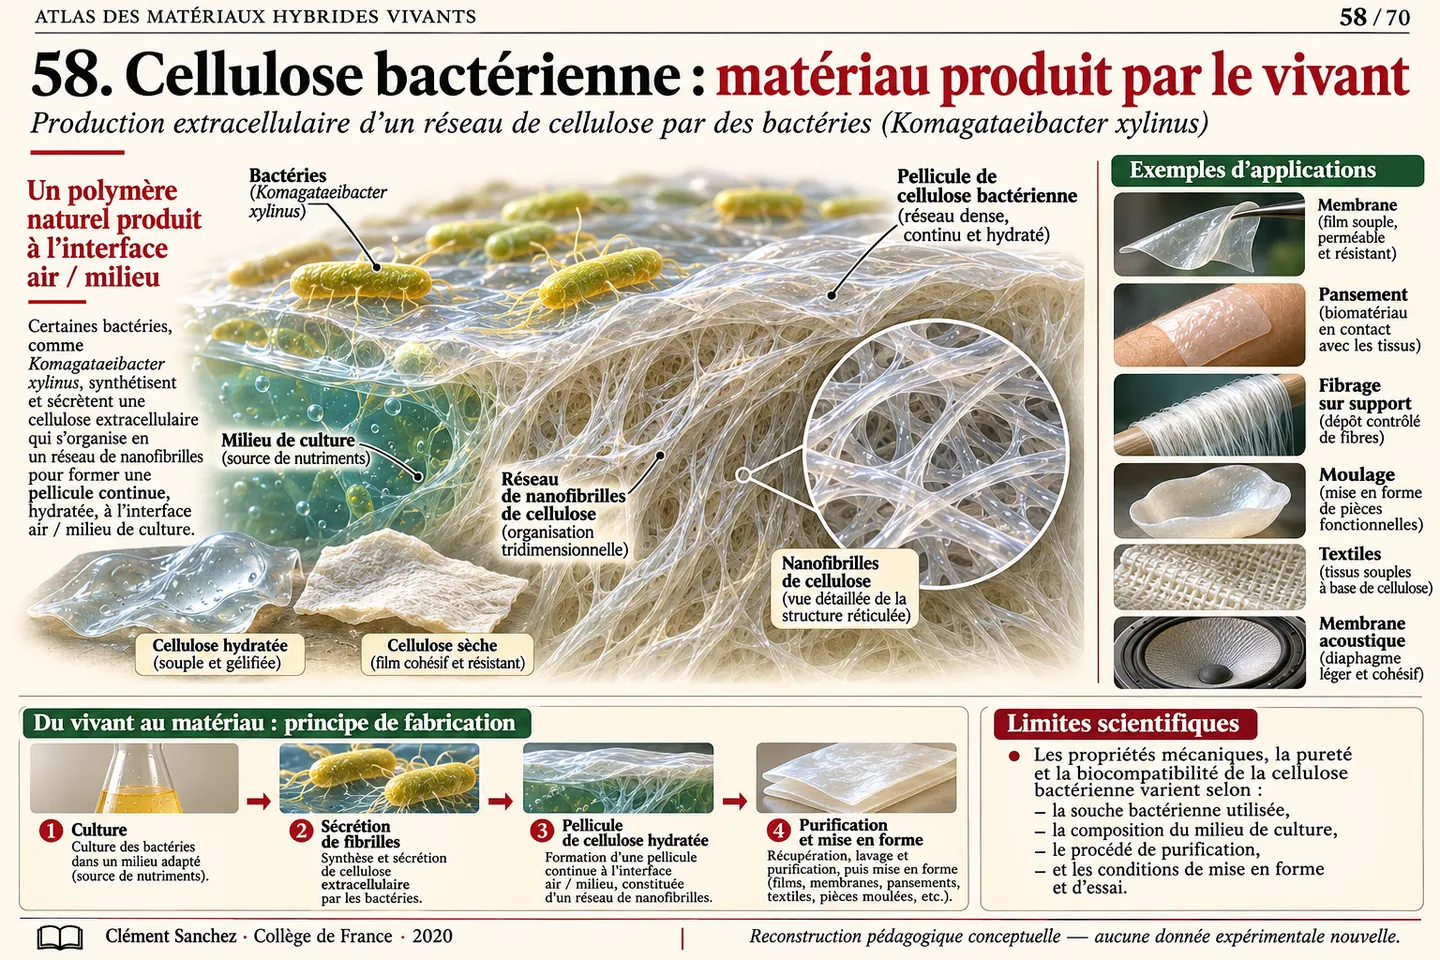 ATLAS DES MATÉRIAUX HYBRIDES VIVANTS
58 / 70
58. Cellulose bactérienne : matériau produit par le vivant
Production extracellulaire d’un réseau de cellulose par des bactéries (Komagataeibacter xylinus)
Un polymère
naturel produit
à l’interface
air / milieu
Certaines bactéries,
comme
Komagataeibacter
xylinus, synthétisent
et sécrètent une
cellulose extracellulaire
qui s’organise en
un réseau de nanofibrilles
pour former une
pellicule continue,
hydratée, à l’interface
air / milieu de culture.
Bactéries
(Komagataeibacter
xylinus)
Pellicule de
cellulose bactérienne
(réseau dense,
continu et hydraté)
Milieu de culture
(source de nutriments)
Réseau
de nanofibrilles
de cellulose
(organisation
tridimensionnelle)
Nanofibrilles
de cellulose
(vue détaillée de la
structure réticulée)
Cellulose hydratée
(souple et gélifiée)
Cellulose sèche
(film cohésif et résistant)
Exemples d’applications
Membrane
(film souple,
perméable
et résistant)
Pansement
(biomatériau
en contact
avec les tissus)
Fibrage
sur support
(dépôt contrôlé
de fibres)
Moulage
(mise en forme
de pièces
fonctionnelles)
Textiles
(tissus souples
à base de cellulose)
Membrane
acoustique
(diaphagme
léger et cohésif)
Du vivant au matériau : principe de fabrication
1 Culture
Culture des bactéries
dans un milieu adapté
(source de nutriments).
2 Sécrétion
de fibrilles
Synthèse et sécrétion
de cellulose
extracellulaire
par les bactéries.
3 Pellicule
de cellulose hydratée
Formation d’une pellicule
continue à l’interface
air / milieu, constituée
d’un réseau de nanofibrilles.
4 Purification
et mise en forme
Récupération, lavage et
purification, puis mise en forme
(films, membranes, pansements,
textiles, pièces moulées, etc.).
Limites scientifiques
• Les propriétés mécaniques, la pureté
et la biocompatibilité de la cellulose
bactérienne varient selon :
– la souche bactérienne utilisée,
– la composition du milieu de culture,
– le procédé de purification,
– et les conditions de mise en forme
et d’essai.
Clément Sanchez · Collège de France · 2020
Reconstruction pédagogique conceptuelle — aucune donnée expérimentale nouvelle.